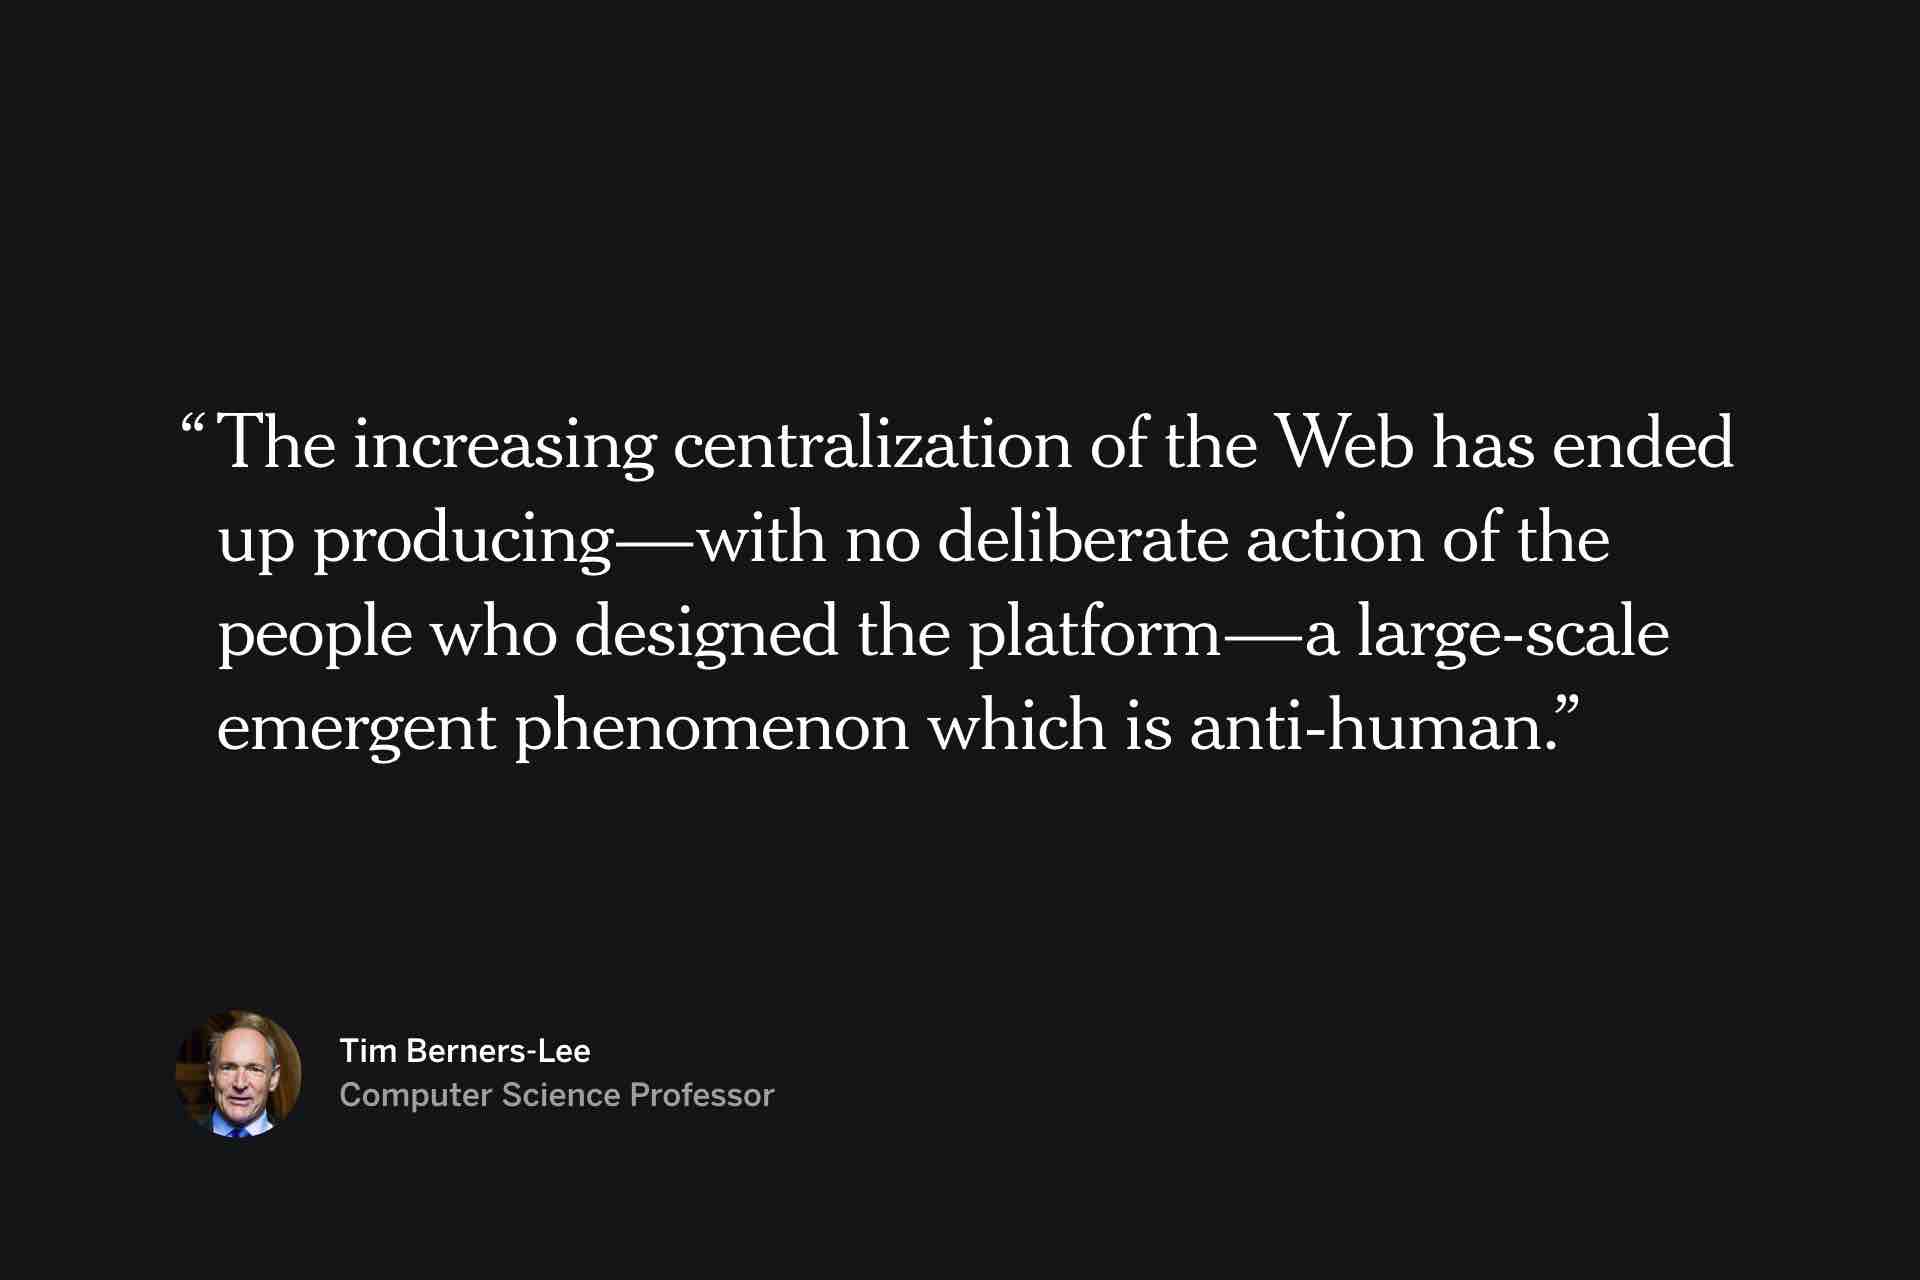 “The increasing centralization of the Web has ended
up producing—with no deliberate action of the
people who designed the platform—a large-scale
emergent phenomenon which is anti-human.”
Tim Berners-Lee
Computer Science Professor